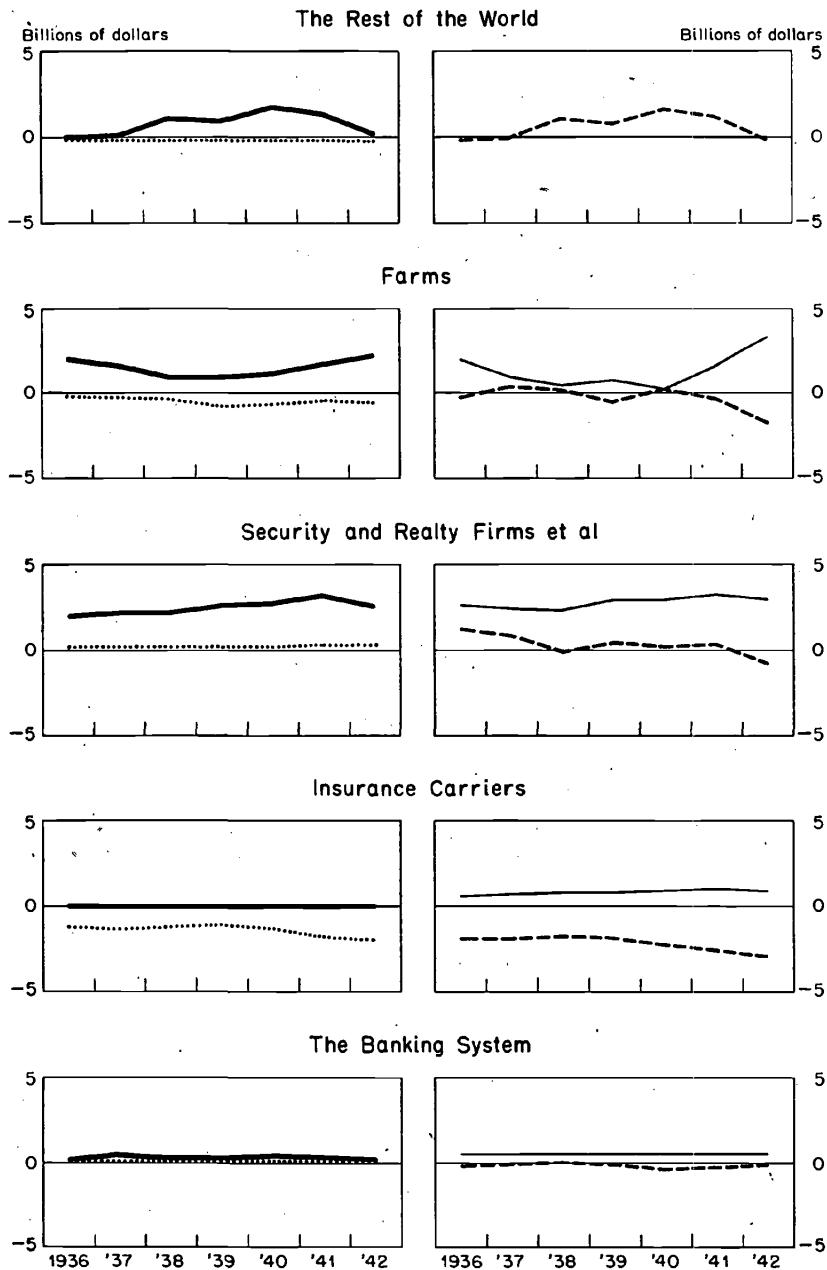 The Rest of the World
Billions of dollars Billions of dollars
5 5
0 0
-5 -5
Farms
5 5
0 0
-5 -5
Security and Realty Firms et al
5 5
0 0
-5 -5
Insurance Carriers
5 5
0 0
-5 -5
The Banking System
5 5
0 0
-5 -5
1936 '37 '38 '39 '40 '41 '42 1936 '37 '38 '39 '40 '41 '42